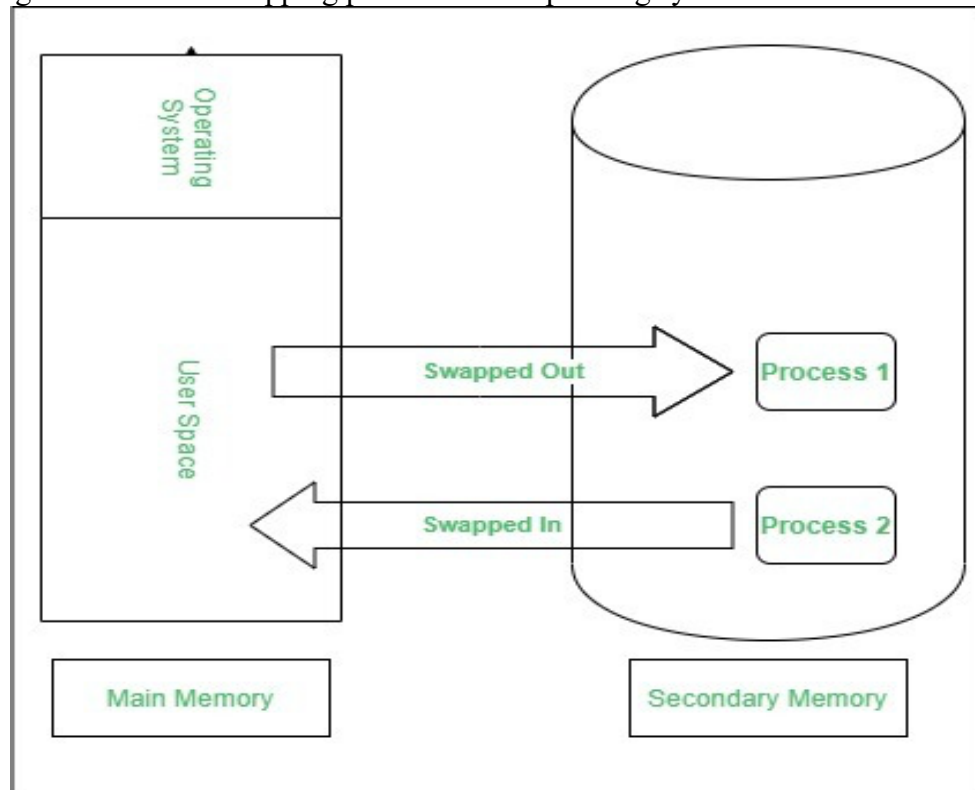 Operating
System
User Space
Swapped Out
Process 1
Swapped In
Process 2
Main Memory
Secondary Memory